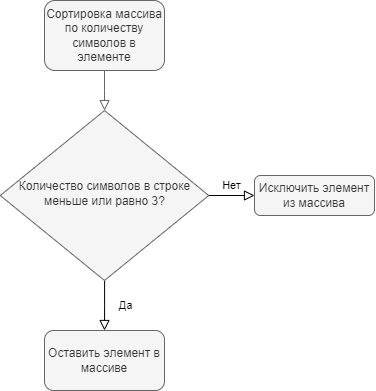 Сортировка массива
по количеству
символов в
элементе
Количество символов в строке
меньше или равно 3?
Нет
Исключить элемент
из массива
Да
Оставить элемент в
массиве